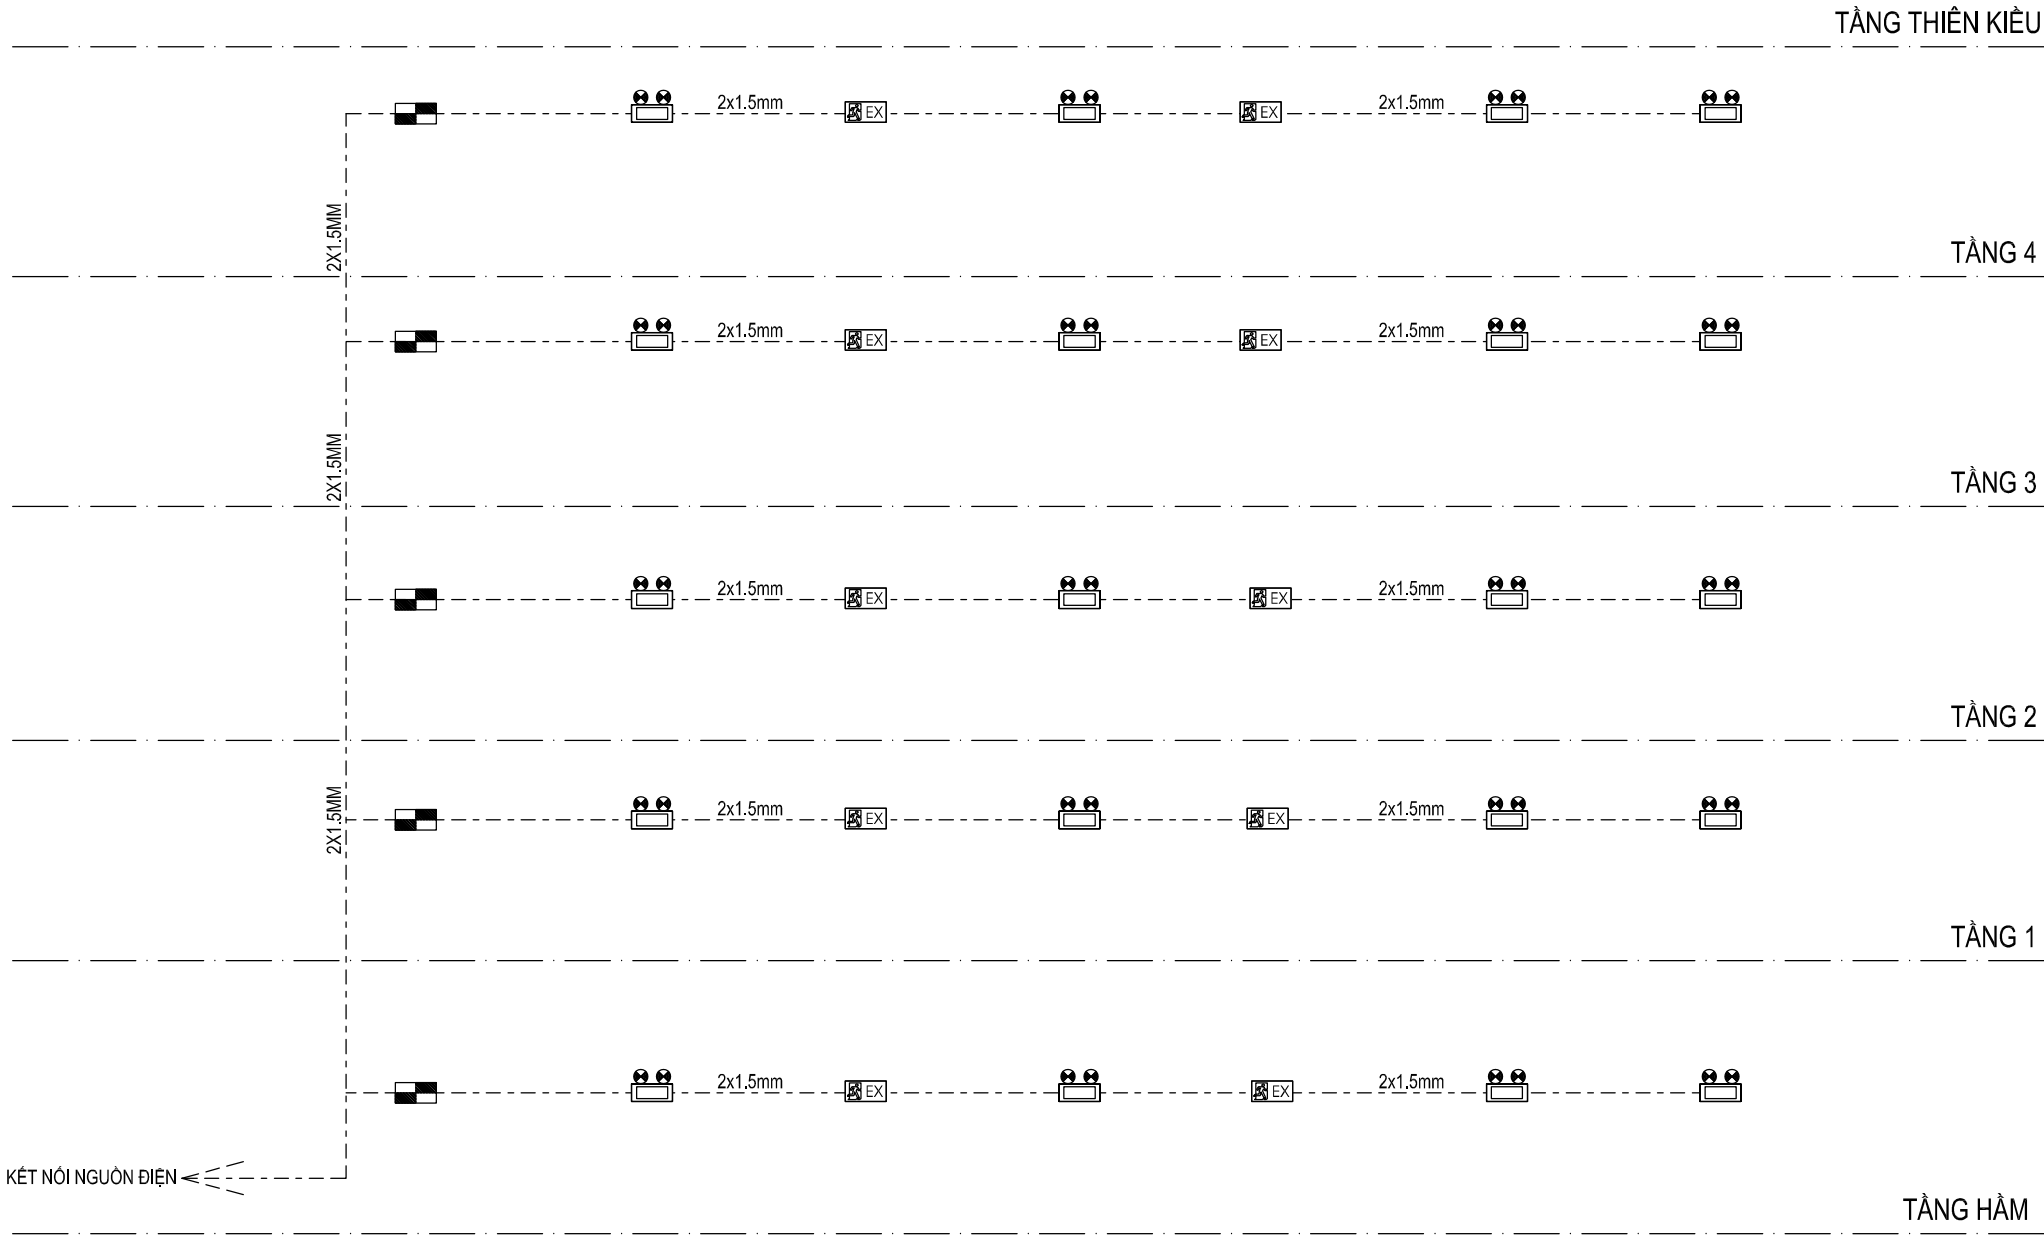 TẦNG THIÊN KIỀU
2x1.5mm
EX
EX
2x1.5mm
2X1.5MM
TẦNG 4
2x1.5mm
EX
EX
2x1.5mm
2X1.5MM
TẦNG 3
2x1.5mm
EX
EX
2x1.5mm
TẦNG 2
2X1.5MM
2x1.5mm
EX
EX
2x1.5mm
TẦNG 1
2x1.5mm
EX
EX
2x1.5mm
KẾT NỐI NGUỒN ĐIỆN
TẦNG HẦM